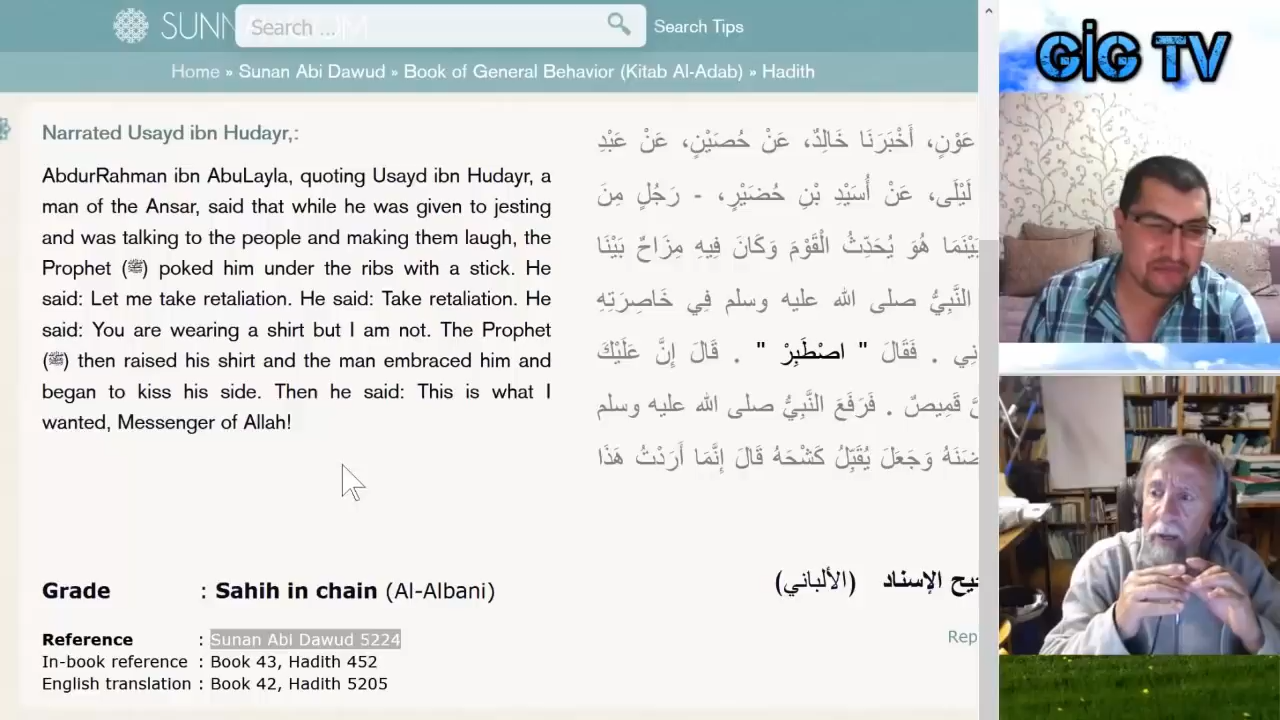 SUNN
Search ...
Search Tips
GiG TV
Home » Sunan Abi Dawud » Book of General Behavior (Kitab Al-Adab) » Hadith
Narrated Usayd ibn Hudayr,:
AbdurRahman ibn AbuLayla, quoting Usayd ibn Hudayr, a
man of the Ansar, said that while he was given to jesting
and was talking to the people and making them laugh, the
Prophet (ﷺ) poked him under the ribs with a stick. He
said: Let me take retaliation. He said: Take retaliation. He
said: You are wearing a shirt but I am not. The Prophet
(ﷺ) then raised his shirt and the man embraced him and
began to kiss his side. Then he said: This is what I
wanted, Messenger of Allah!
عَوْنٍ، أَخْبَرَنَا خَالِدٌ، عَنْ حُصَيْنٍ، عَنْ عَبْدِ
لَيْلَى، عَنْ أُسَيْدِ بْنِ حُضَيْرٍ، - رَجُلٍ مِنَ
بَيْنَمَا هُوَ يُحَدِّثُ الْقَوْمَ وَكَانَ فِيهِ مِزَاحٌ بَيْنَا
النَّبِيُّ صلى الله عليه وسلم فِي خَاصِرَتِهِ
نِي . فَقَالَ " اصْطَبِرْ " . قَالَ إِنَّ عَلَيْكَ
قَمِيصٌ . فَرَفَعَ النَّبِيُّ صلى الله عليه وسلم
ضَنَهُ وَجَعَلَ يُقَبِّلُ كَشْحَهُ قَالَ إِنَّمَا أَرَدْتُ هَذَا
Grade : Sahih in chain (Al-Albani)
يح الإسناد (الألباني)
Reference : Sunan Abi Dawud 5224
In-book reference : Book 43, Hadith 452
English translation : Book 42, Hadith 5205
Rep